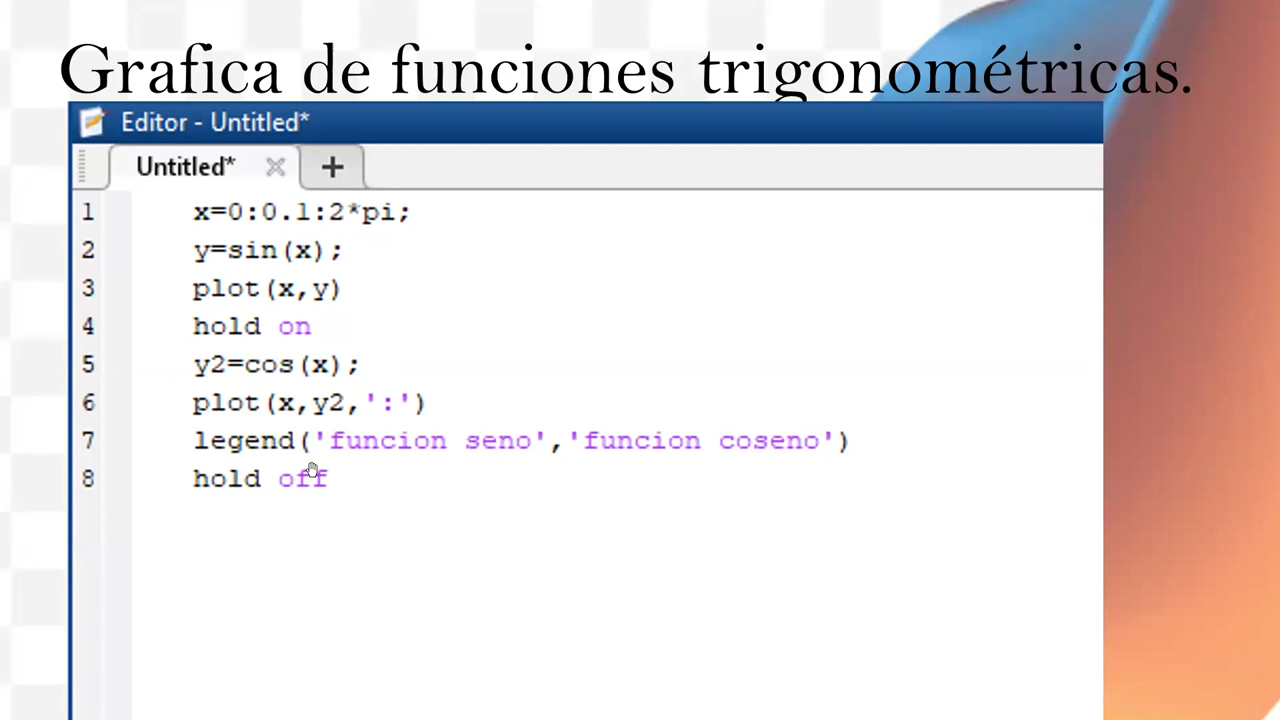 Grafica de funciones trigonométricas.
Editor - Untitled*
Untitled* × +
1 x=0:0.1:2*pi;
2 y=sin(x);
3 plot(x,y)
4 hold on
5 y2=cos(x);
6 plot(x,y2,':')
7 legend('funcion seno','funcion coseno')
8 hold off